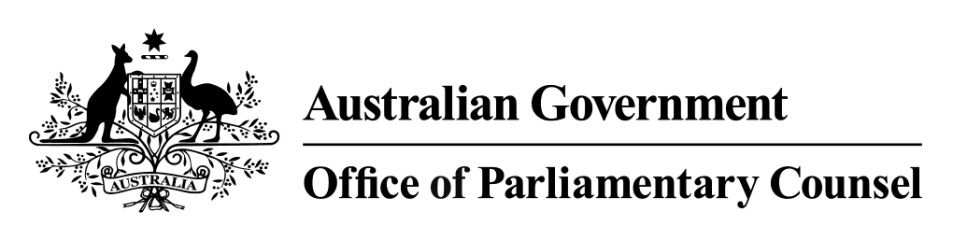 Australian Government
Office of Parliamentary Counsel
AUSTRALIA